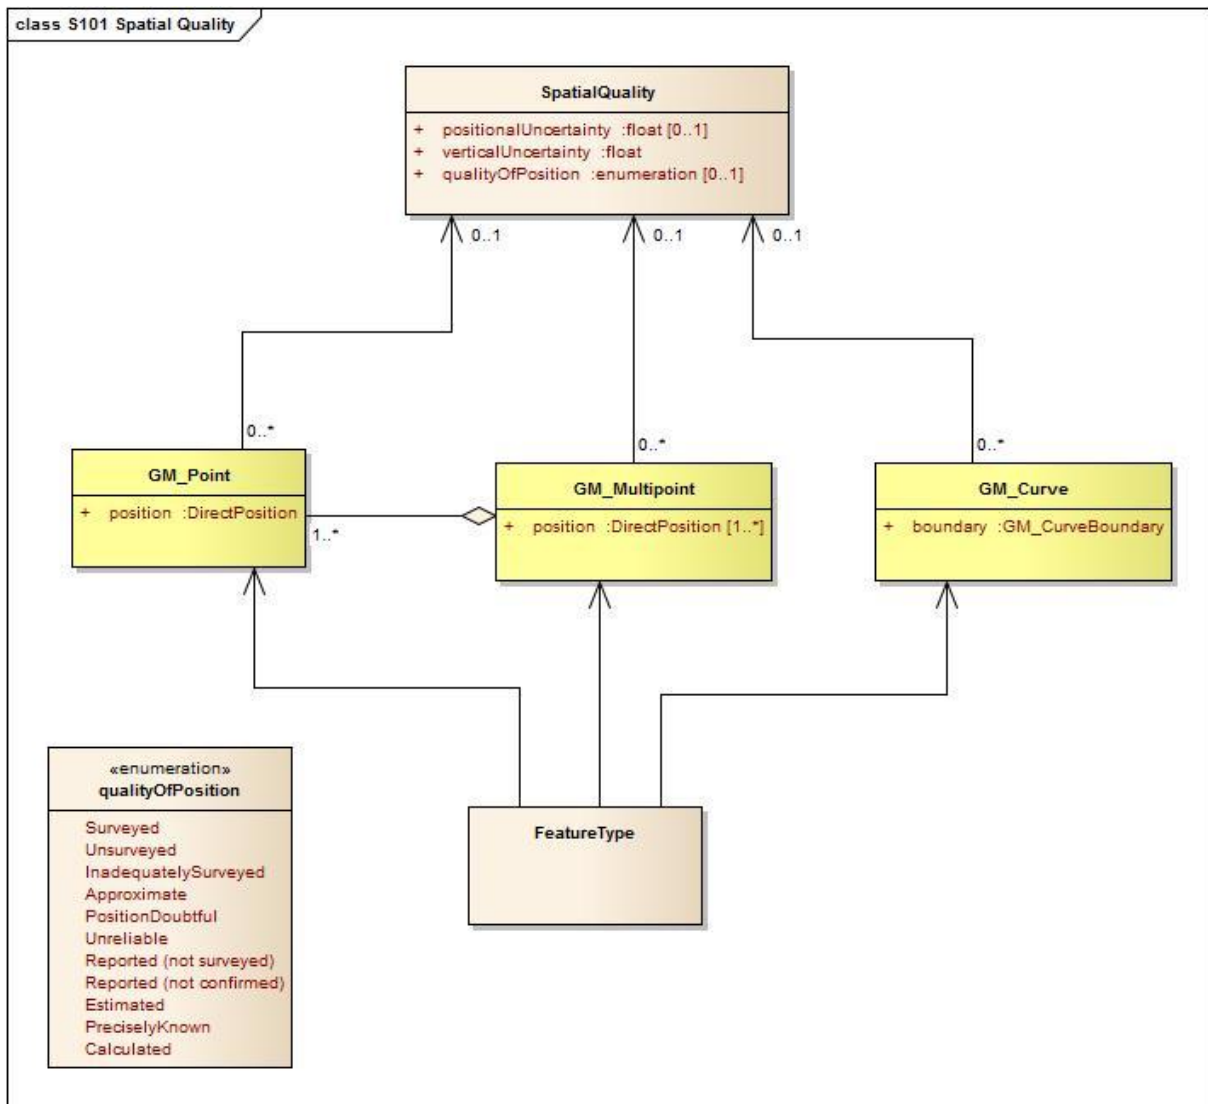 class S101 Spatial Quality
SpatialQuality
+ positionalUncertainty :float [0..1]
+ verticalUncertainty :float
+ qualityOfPosition :enumeration [0..1]
0..1
0..1
0..1
0..*
0..*
0..*
GM_Point
+ position :DirectPosition
1..*
GM_Multipoint
+ position :DirectPosition [1..*]
GM_Curve
+ boundary :GM_CurveBoundary
«enumeration»
qualityOfPosition
Surveyed
Unsurveyed
InadequatelySurveyed
Approximate
PositionDoubtful
Unreliable
Reported (not surveyed)
Reported (not confirmed)
Estimated
PreciselyKnown
Calculated
FeatureType